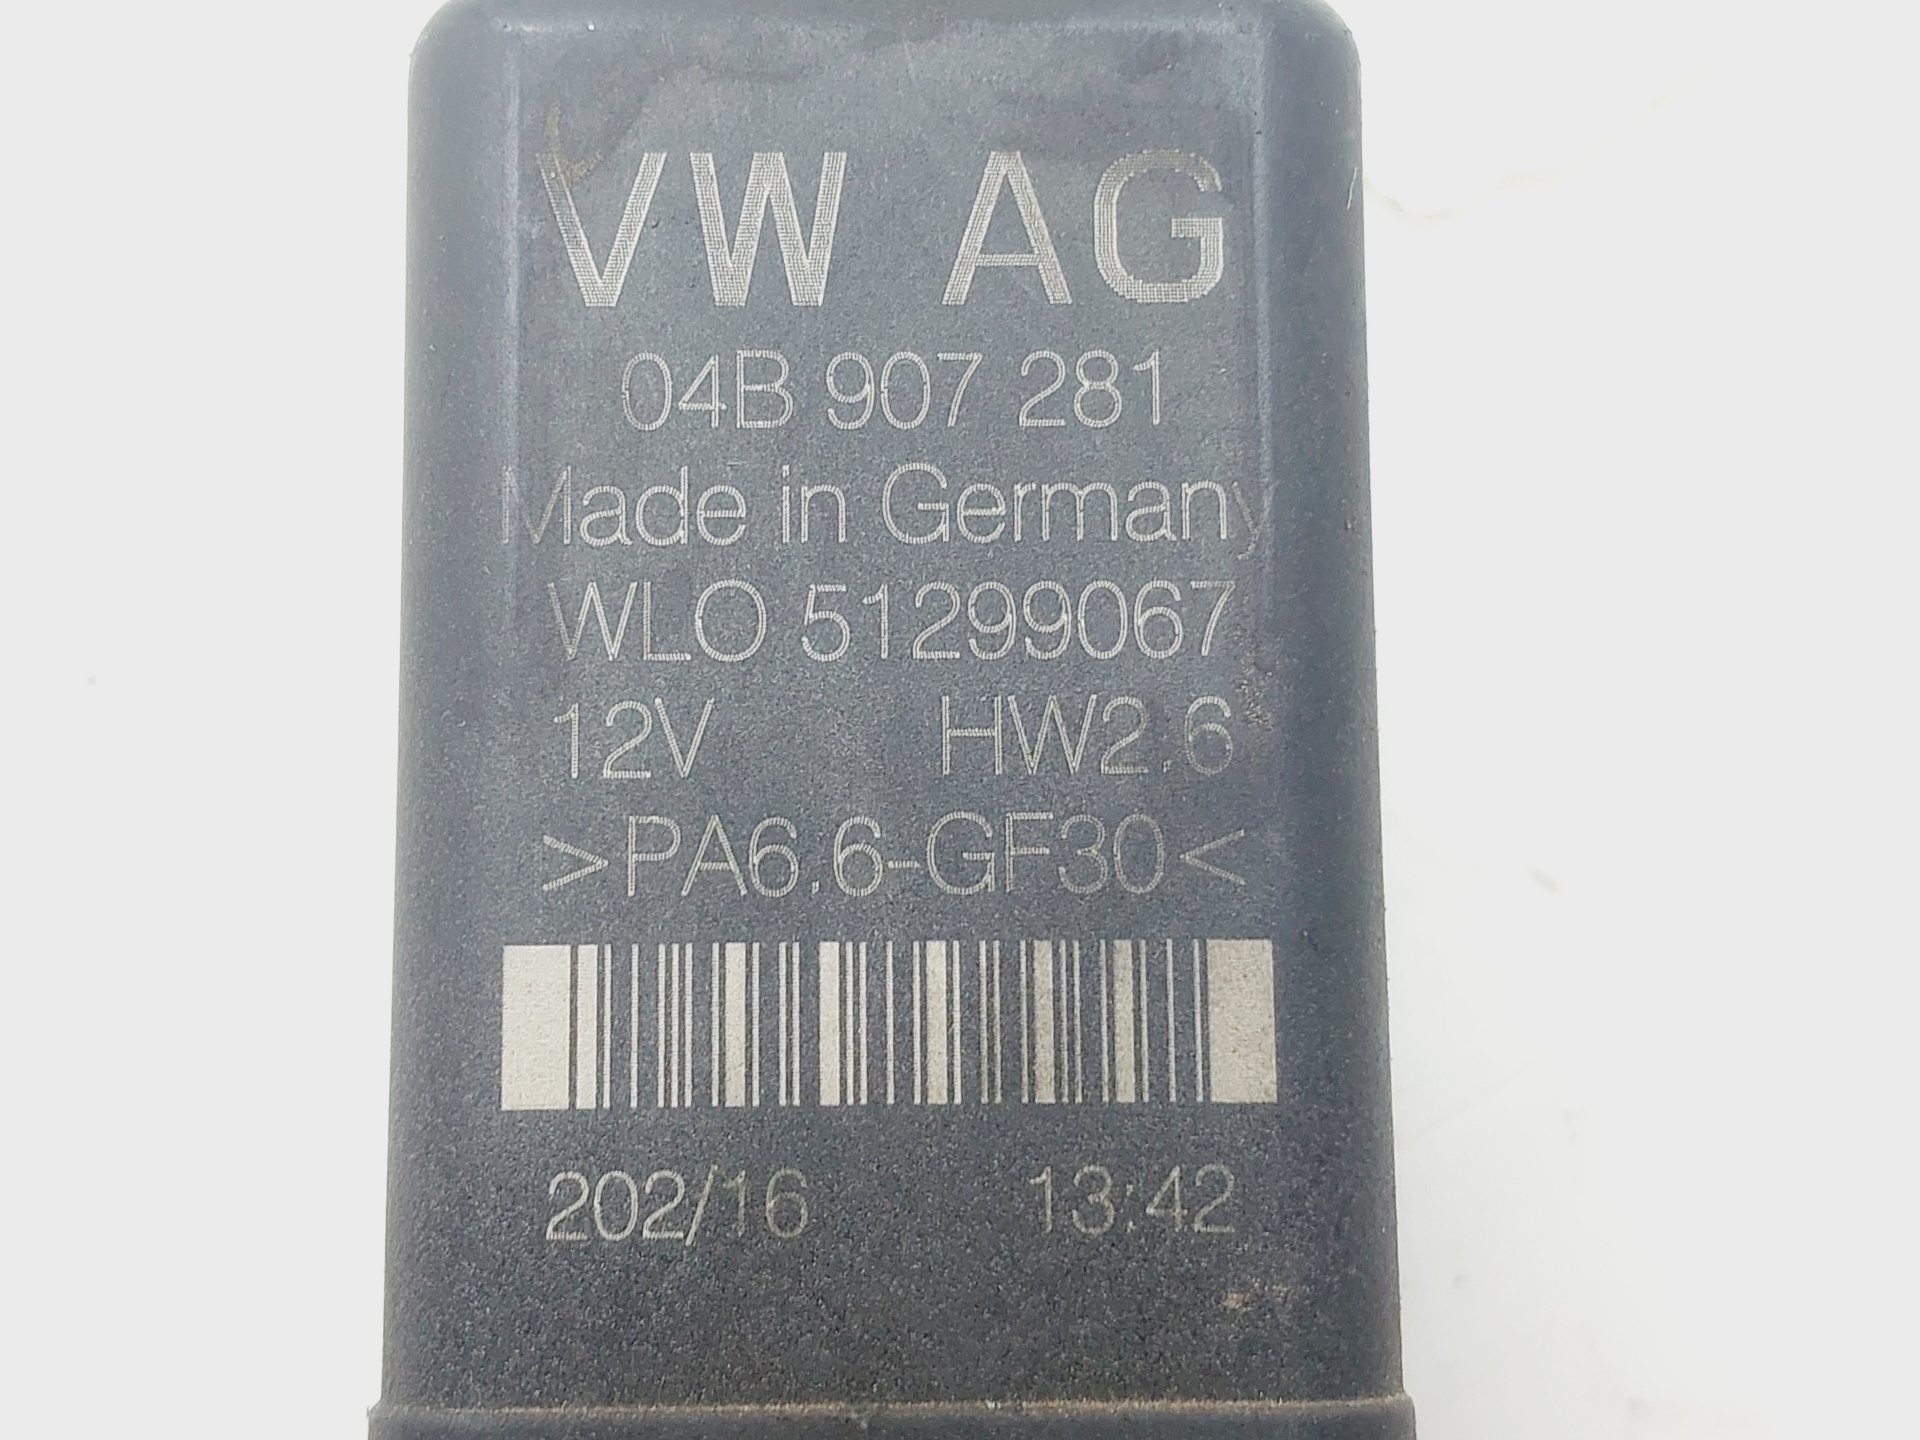 VW AG
04B 907 281
Made in Germany
WLO 51299067
12V HW2.6
>PA6.6-GF30<
202/16 13:42